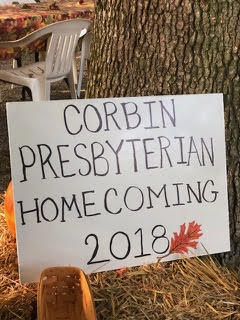 CORBIN
PRESBYTERIAN
HOMECOMING
2018